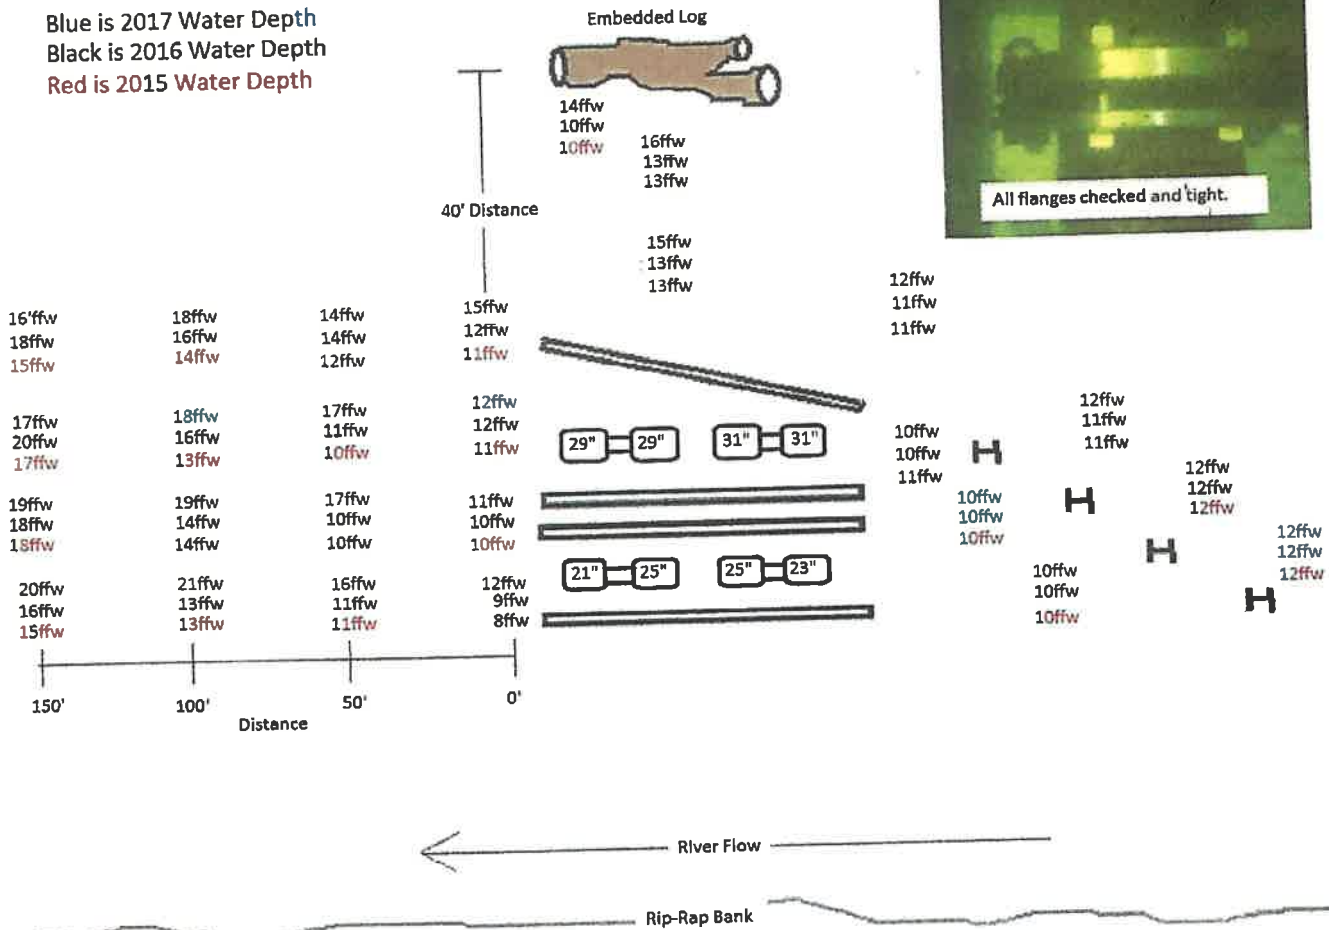 Blue is 2017 Water Depth
Black is 2016 Water Depth
Red is 2015 Water Depth
Embedded Log
14ffw
10ffw
10ffw
16ffw
13ffw
13ffw
All flanges checked and tight.
40' Distance
15ffw
13ffw
13ffw
12ffw
11ffw
11ffw
16'ffw
18ffw
15ffw
18ffw
16ffw
14ffw
14ffw
14ffw
12ffw
15ffw
12ffw
11ffw
17ffw
20ffw
17ffw
18ffw
16ffw
13ffw
17ffw
11ffw
10ffw
12ffw
12ffw
11ffw
29" 29" 31" 31"
10ffw
10ffw
11ffw
12ffw
11ffw
11ffw
19ffw
18ffw
18ffw
19ffw
14ffw
14ffw
17ffw
10ffw
10ffw
11ffw
10ffw
10ffw
10ffw
10ffw
10ffw
12ffw
12ffw
12ffw
12ffw
12ffw
12ffw
20ffw
16ffw
15ffw
21ffw
13ffw
13ffw
16ffw
11ffw
11ffw
12ffw
9ffw
8ffw
21" 25" 25" 23"
10ffw
10ffw
10ffw
150' 100' 50' 0'
Distance
River Flow
Rip-Rap Bank